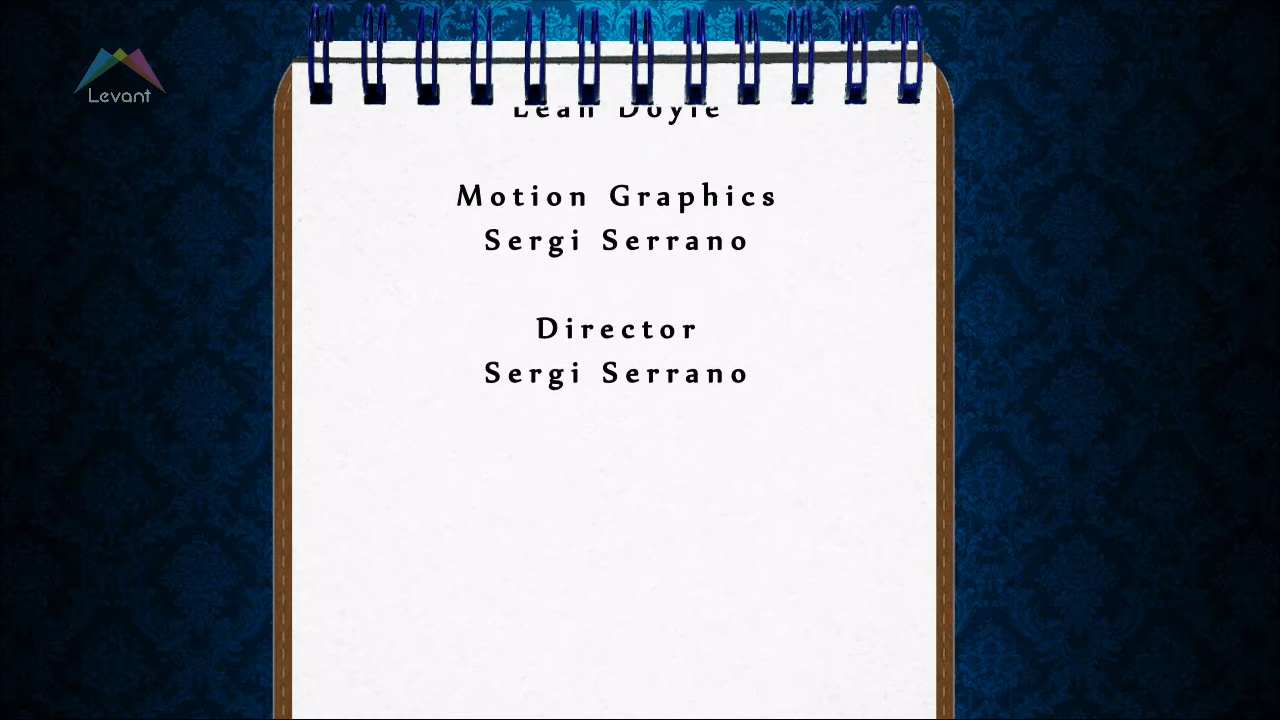 Levant
Motion Graphics
Sergi Serrano
Director
Sergi Serrano